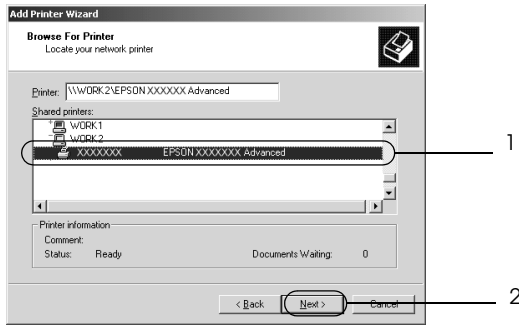 Add Printer Wizard
Browse For Printer
Locate your network printer
Printer: \\WORK2\EPSON XXXXXX Advanced
Shared printers:
WORK1
WORK2
XXXXXXX EPSON XXXXXXX Advanced
1
Printer information
Comment:
Status: Ready Documents Waiting: 0
< Back Next > Cancel
2